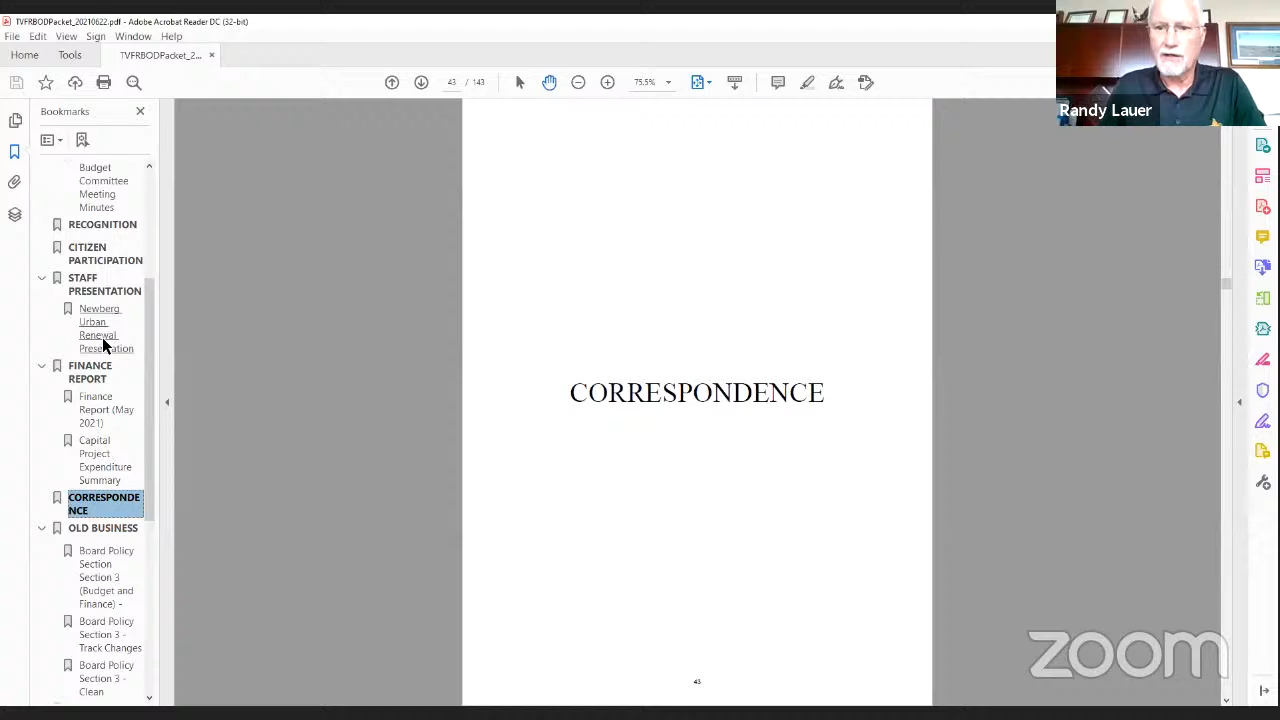 TVFRBODPacket_20210622.pdf - Adobe Acrobat Reader DC (32-bit)
File Edit View Sign Window Help
Home Tools TVFRBODPacket_2... ×
43 / 143 75.5%
Bookmarks
Budget
Committee
Meeting
Minutes
RECOGNITION
CITIZEN
PARTICIPATION
STAFF
PRESENTATION
Newberg
Urban
Renewal
Presentation
FINANCE
REPORT
Finance
Report (May
2021)
Capital
Project
Expenditure
Summary
CORRESPONDE
NCE
OLD BUSINESS
Board Policy
Section
Section 3
(Budget and
Finance) -
Board Policy
Section 3 -
Track Changes
Board Policy
Section 3 -
Clean
CORRESPONDENCE
43
Randy Lauer
zoom